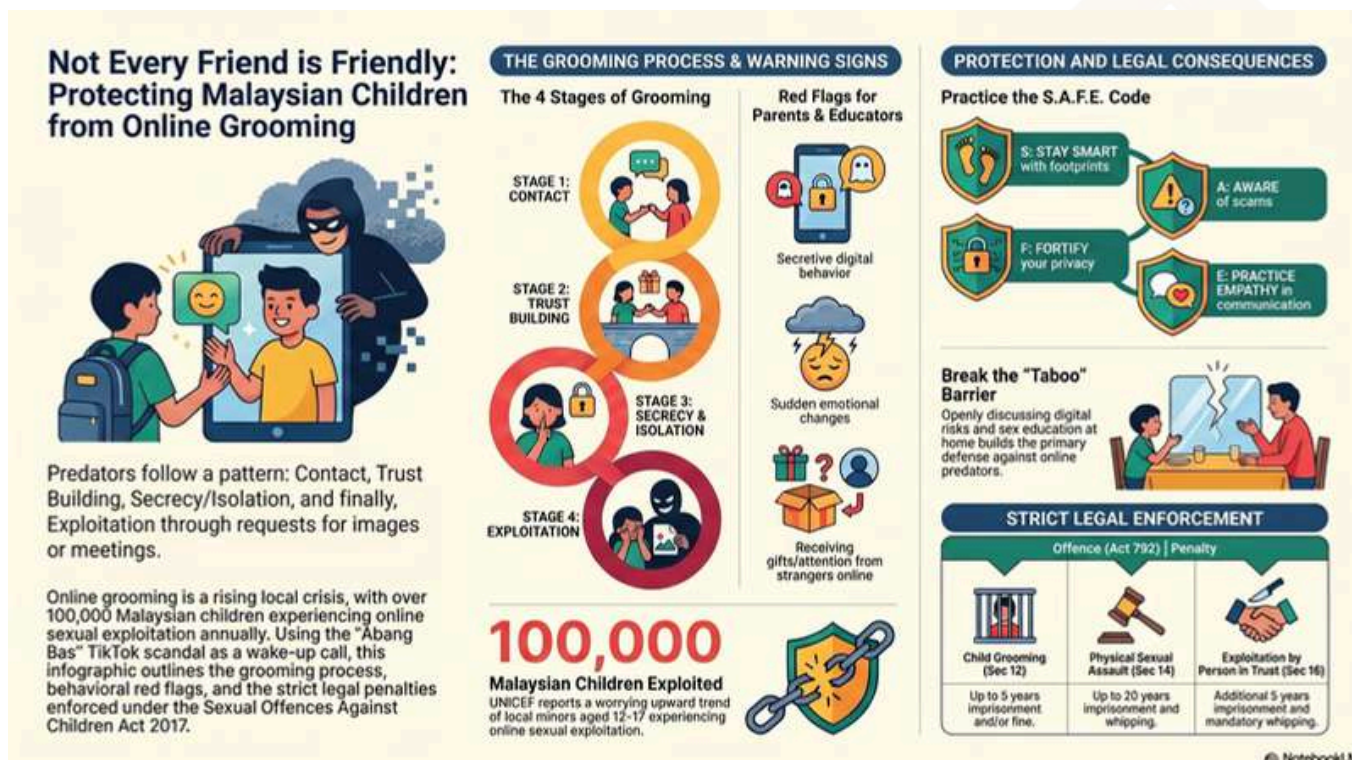 Not Every Friend is Friendly:
Protecting Malaysian Children
from Online Grooming
Predators follow a pattern: Contact, Trust
Building, Secrecy/Isolation, and finally,
Exploitation through requests for images
or meetings.
Online grooming is a rising local crisis, with over
100,000 Malaysian children experiencing online
sexual exploitation annually. Using the "Abang
Bas" TikTok scandal as a wake-up call, this
infographic outlines the grooming process,
behavioral red flags, and the strict legal penalties
enforced under the Sexual Offences Against
Children Act 2017.
THE GROOMING PROCESS & WARNING SIGNS
The 4 Stages of Grooming
STAGE 1:
CONTACT
STAGE 2:
TRUST
BUILDING
STAGE 3:
SECRECY &
ISOLATION
STAGE 4:
EXPLOITATION
Red Flags for
Parents & Educators
Secretive digital
behavior
Sudden emotional
changes
Receiving
gifts/attention from
strangers online
100,000
Malaysian Children Exploited
UNICEF reports a worrying upward trend
of local minors aged 12-17 experiencing
online sexual exploitation.
PROTECTION AND LEGAL CONSEQUENCES
Practice the S.A.F.E. Code
S: STAY SMART
with footprints
A: AWARE
of scams
F: FORTIFY
your privacy
E: PRACTICE
EMPATHY in
communication
Break the "Taboo"
Barrier
Openly discussing digital
risks and sex education at
home builds the primary
defense against online
predators.
STRICT LEGAL ENFORCEMENT
Offence (Act 792) | Penalty
Child Grooming
(Sec 12)
Up to 5 years
imprisonment
and/or fine.
Physical Sexual
Assault (Sec 14)
Up to 20 years
imprisonment and
whipping.
Exploitation by
Person in Trust (Sec 16)
Additional 5 years
imprisonment and
mandatory whipping.